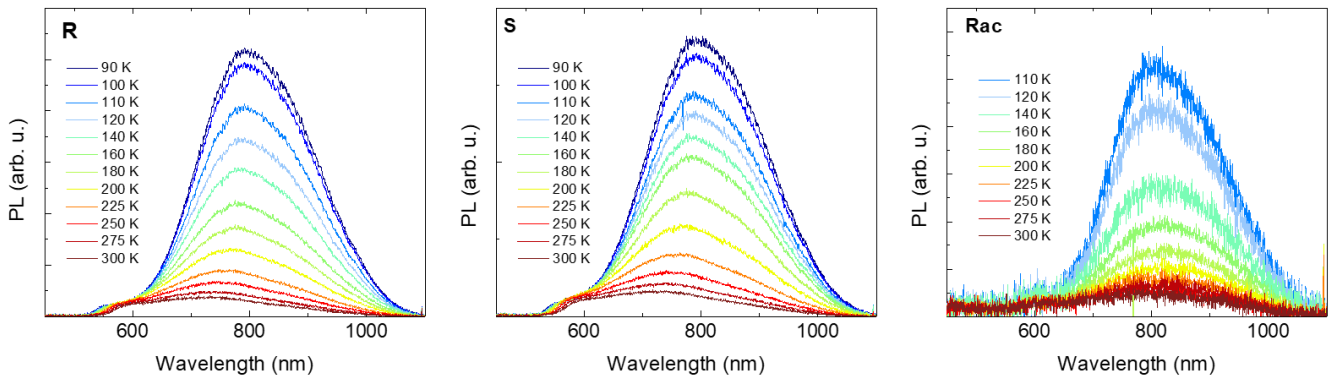 R
90 K
100 K
110 K
120 K
140 K
160 K
180 K
200 K
225 K
250 K
275 K
300 K
PL (arb. u.)
600 800 1000
Wavelength (nm)
S
90 K
100 K
110 K
120 K
140 K
160 K
180 K
200 K
225 K
250 K
275 K
300 K
PL (arb. u.)
600 800 1000
Wavelength (nm)
Rac
110 K
120 K
140 K
160 K
180 K
200 K
225 K
250 K
275 K
300 K
PL (arb. u.)
600 800 1000
Wavelength (nm)